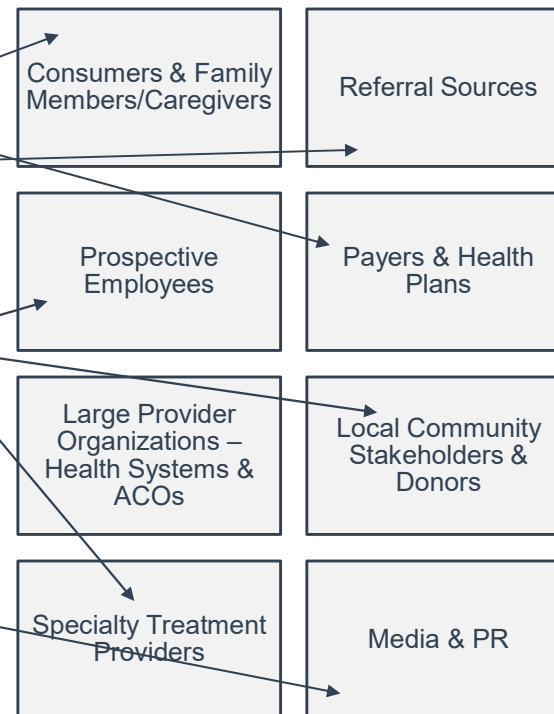 Consumers & Family
Members/Caregivers
Referral Sources
Prospective
Employees
Payers & Health
Plans
Large Provider
Organizations –
Health Systems &
ACOs
Local Community
Stakeholders &
Donors
Specialty Treatment
Providers
Media & PR